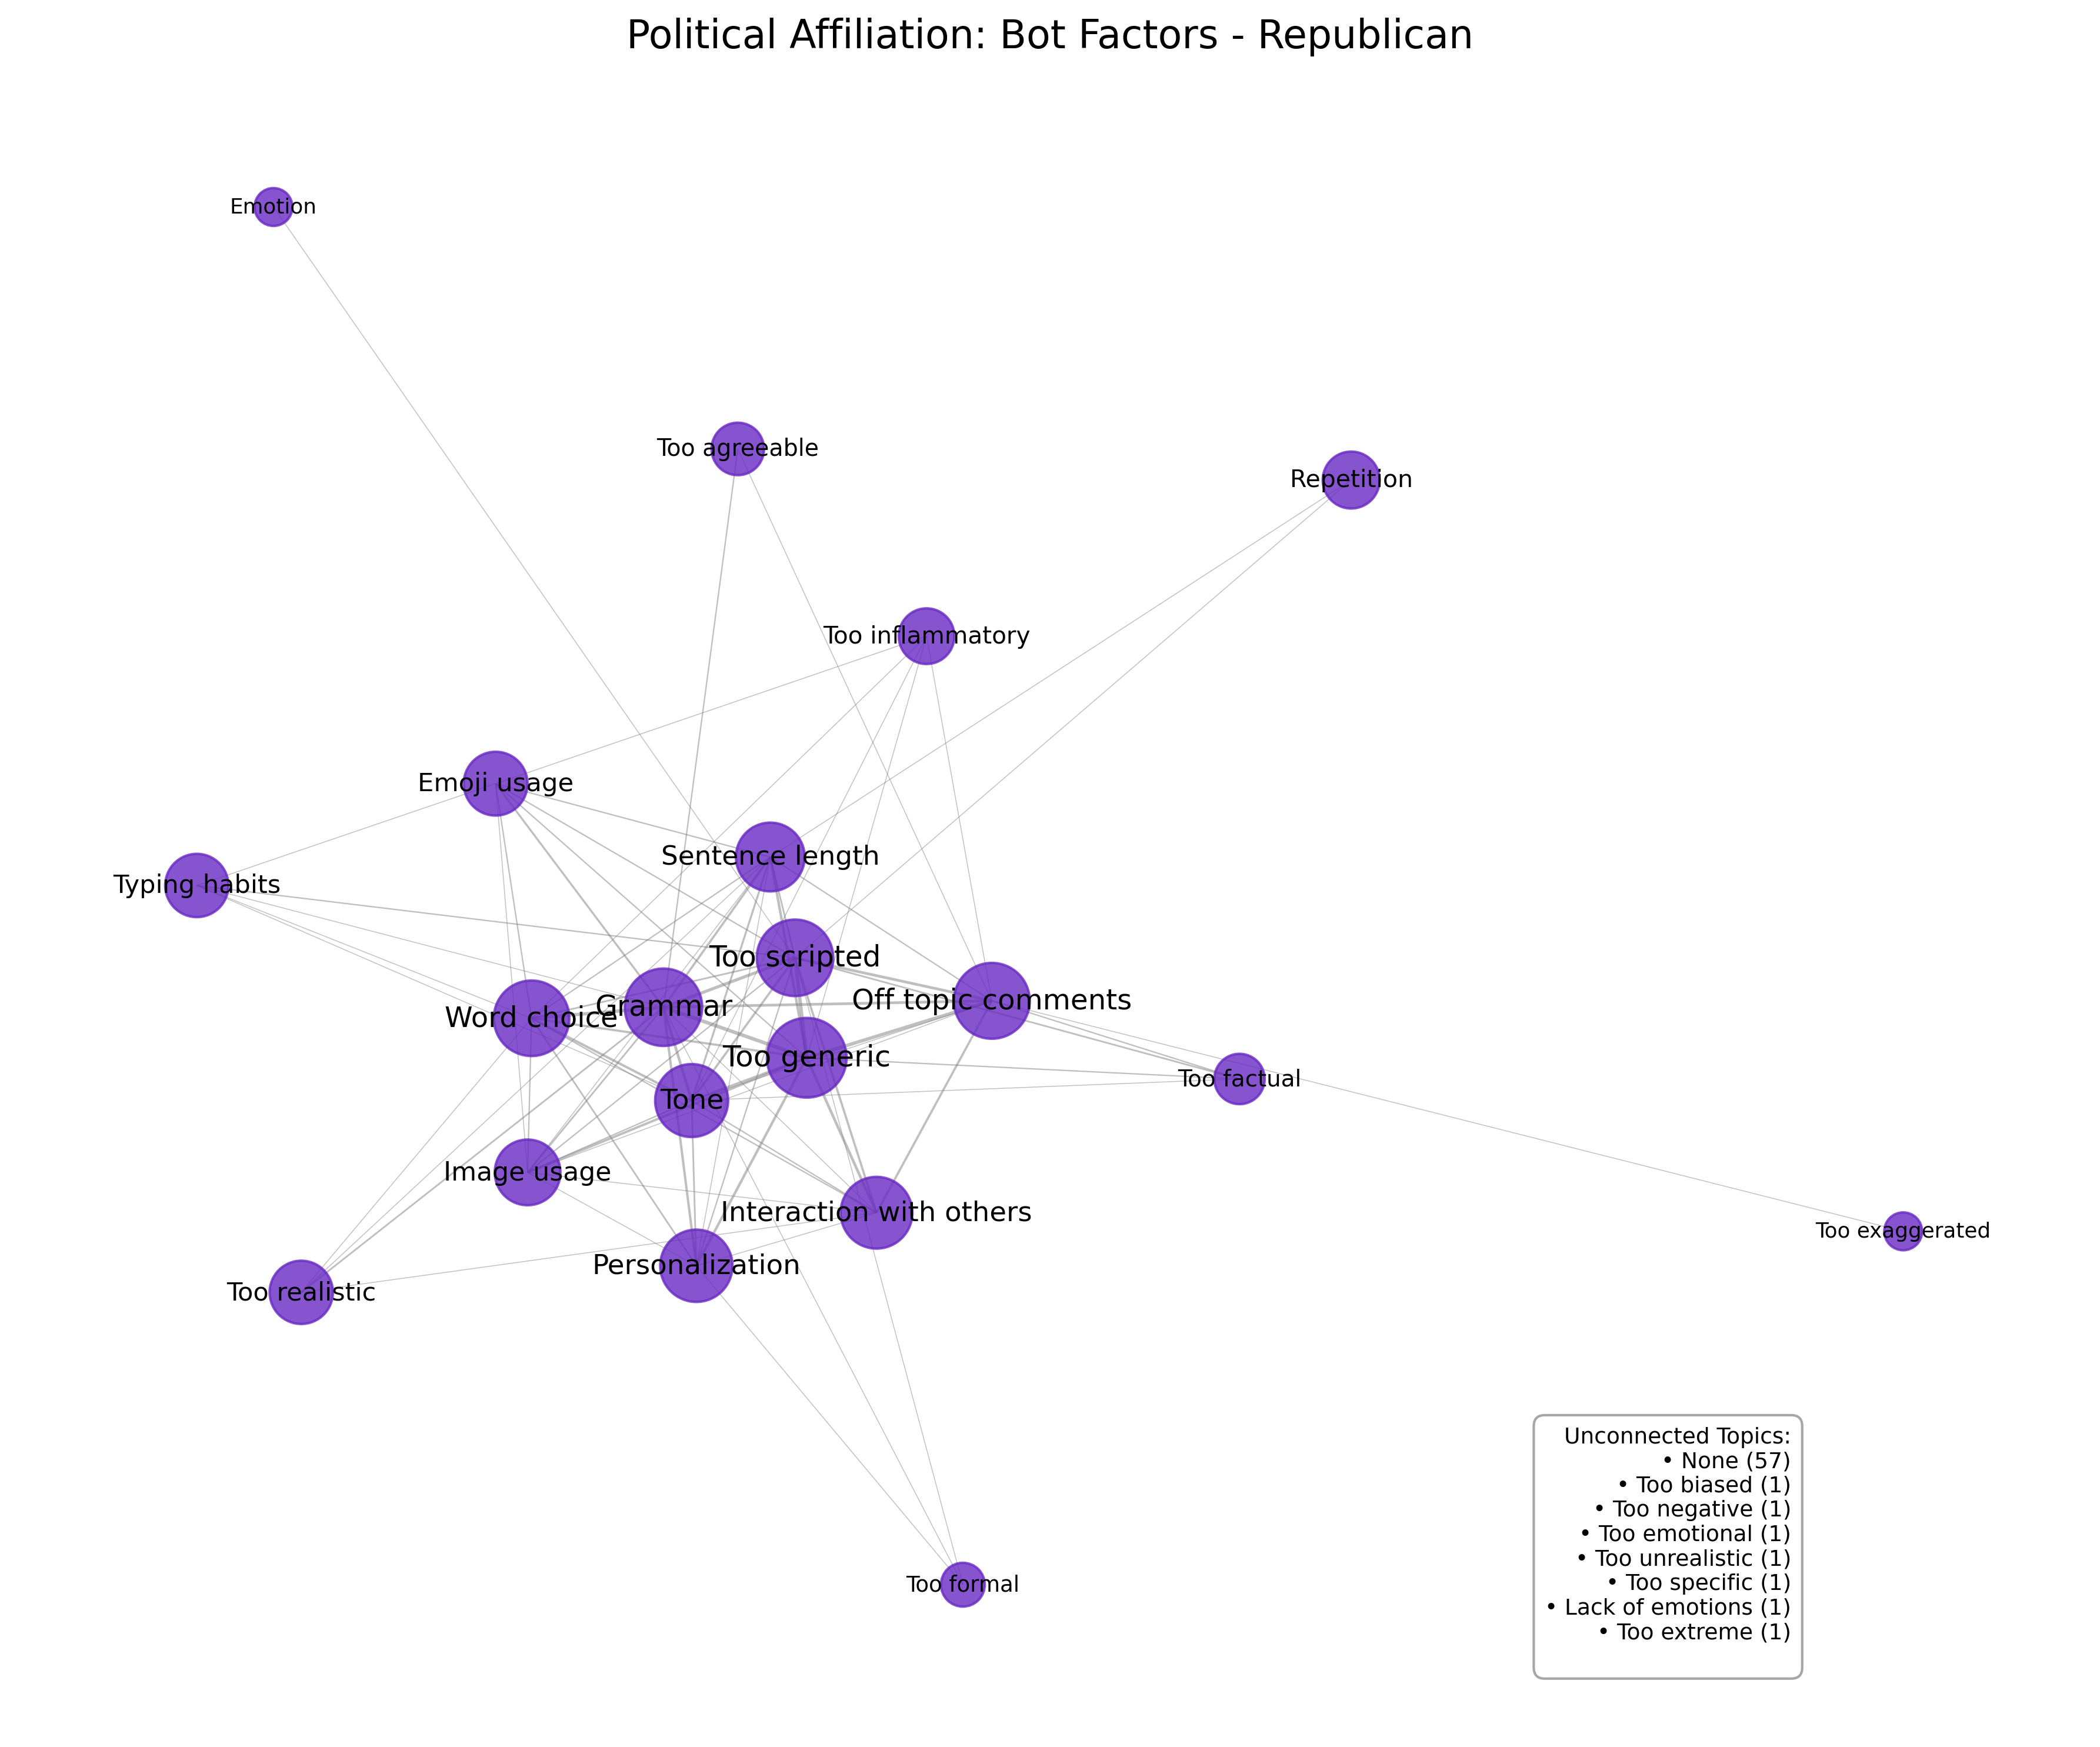 Political Affiliation: Bot Factors - Republican
Emotion
Too agreeable
Repetition
Too inflammatory
Emoji usage
Sentence length
Typing habits
Too scripted
Off topic comments
Grammar
Word choice
Too generic
Too factual
Tone
Image usage
Interaction with others
Too exaggerated
Personalization
Too realistic
Too formal
Unconnected Topics:
• None (57)
• Too biased (1)
• Too negative (1)
• Too emotional (1)
• Too unrealistic (1)
• Too specific (1)
• Lack of emotions (1)
• Too extreme (1)